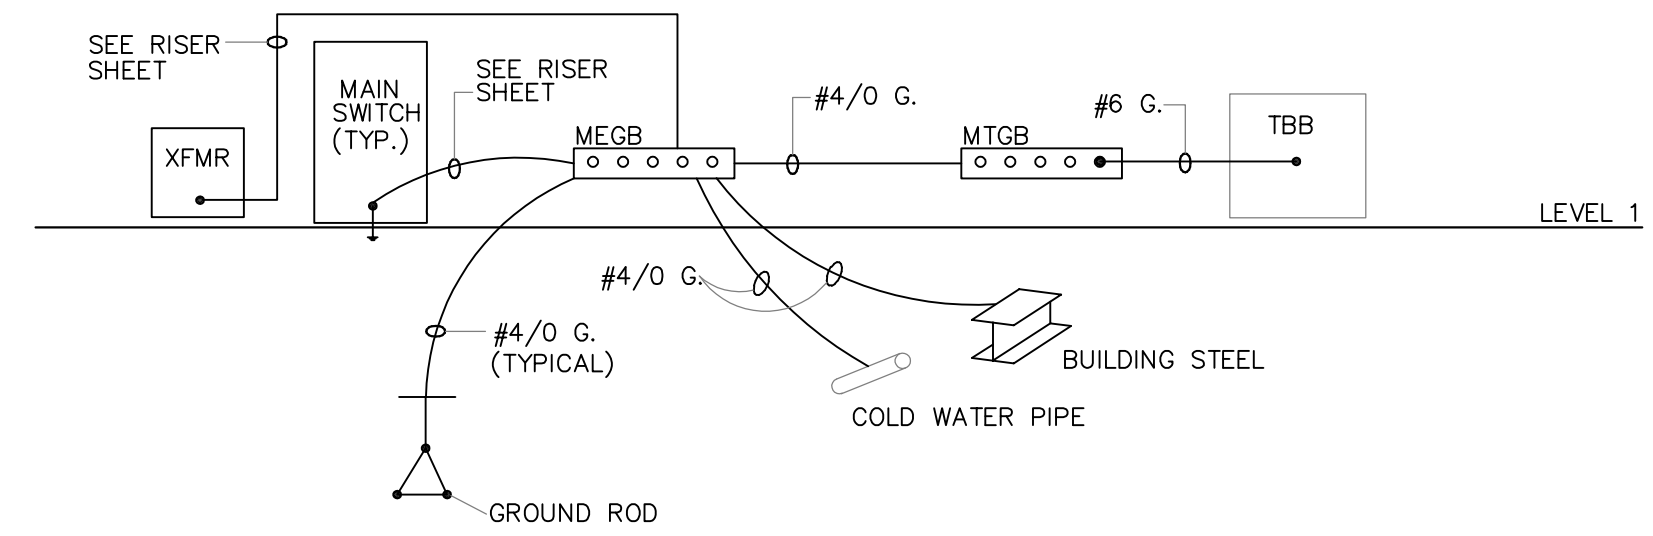 SEE RISER
SHEET
MAIN
SWITCH
(TYP.)
XFMR
SEE RISER
SHEET
MEGB
#4/0 G.
MTGB
#6 G.
TBB
LEVEL 1
#4/0 G.
#4/0 G.
(TYPICAL)
BUILDING STEEL
COLD WATER PIPE
GROUND ROD